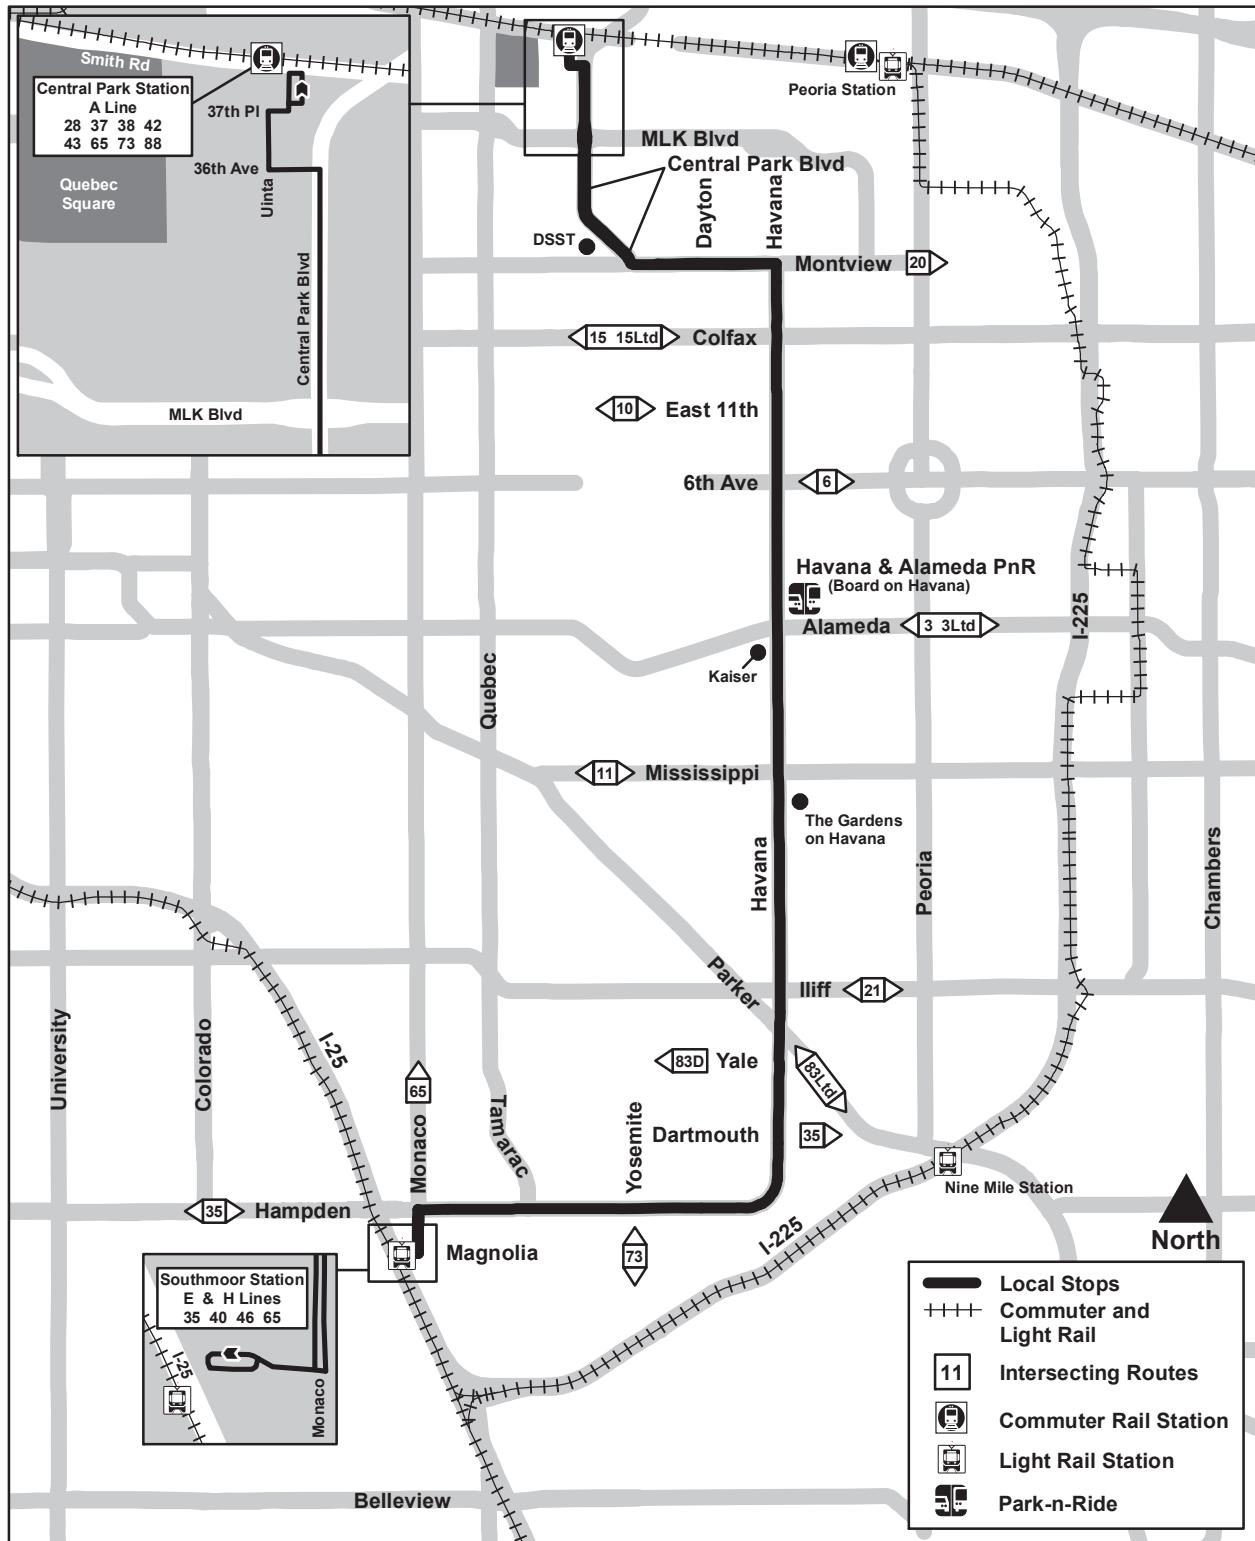 Smith Rd
Central Park Station
A Line
28 37 38 42
43 65 73 88
37th Pl
36th Ave
Uinta
Quebec
Square
Central Park Blvd
MLK Blvd
Peoria Station
MLK Blvd
Central Park Blvd
Dayton
Havana
DSST
Montview
20
15 15Ltd
Colfax
10
East 11th
6th Ave
6
Havana & Alameda PnR
(Board on Havana)
Alameda
3 3Ltd
I-225
Kaiser
Quebec
11
Mississippi
The Gardens
on Havana
Havana
Peoria
Chambers
Parker
Iliff
21
University
Colorado
I-25
65
Monaco
Tamarac
83D
Yale
83Ltd
Yosemite
Dartmouth
35
Nine Mile Station
35
Hampden
Magnolia
73
I-225
North
Southmoor Station
E & H Lines
35 40 46 65
I-25
Monaco
Belleview
Local Stops
Commuter and
Light Rail
11
Intersecting Routes
Commuter Rail Station
Light Rail Station
Park-n-Ride